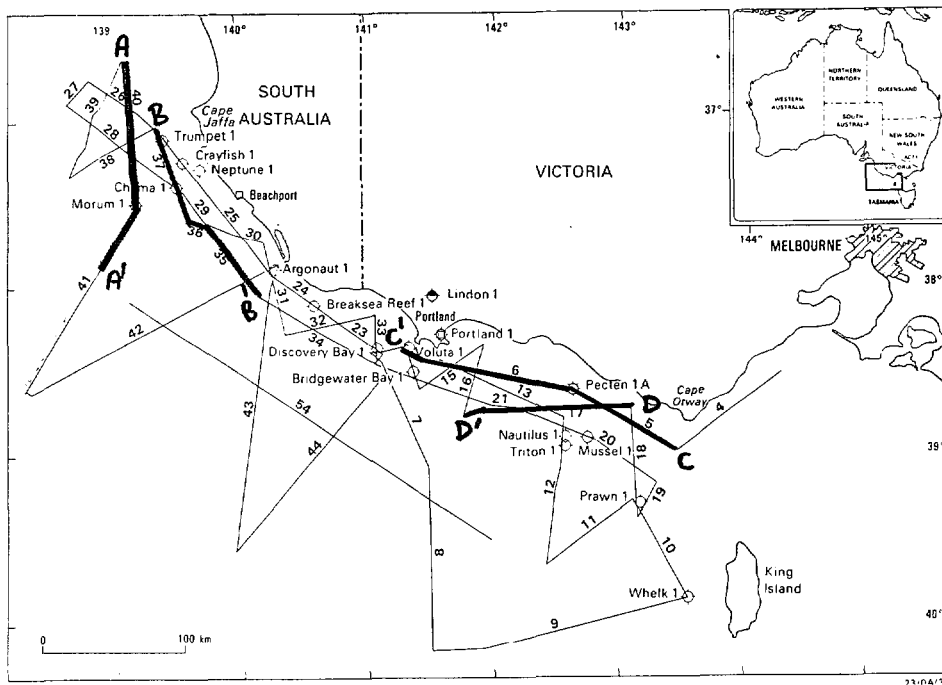 139
140°
141°
142°
143°
A
27
26
40
39
B
SOUTH
AUSTRALIA
Cape
Jaffa
28
Trumpet 1
Crayfish 1
Neptune 1
38
37
Chama 1
Beachport
Morum 1
29
25
36
30
35
A'
41
B'
Argonaut 1
31
24
Breaksea Reef 1
42
32
23
33
34
C'
Lindon 1
Portland
Portland 1
Discovery Bay 1
Voluta 1
Bridgewater Bay 1
15
16
6
13
Pecten 1A
Cape
Otway
VICTORIA
54
43
44
7
21
17
D
D'
20
5
4
C
Nautilus 1
Triton 1
Mussel 1
18
12
Prawn 1
19
11
10
8
9
Whelk 1
King
Island
MELBOURNE
37°
38°
39°
40°
144°
145°
WESTERN
AUSTRALIA
NORTHERN
TERRITORY
QUEENSLAND
SOUTH
AUSTRALIA
NEW SOUTH
WALES
ACT
VICTORIA
TASMANIA
0
100 km